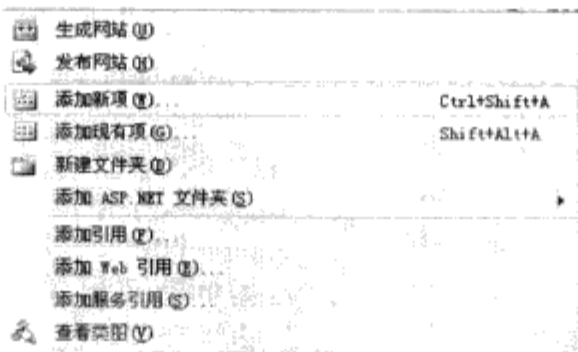 生成网站(U)
发布网站(H)
添加新项(W)... Ctrl+Shift+A
添加现有项(G)... Shift+Alt+A
新建文件夹(D)
添加 ASP.NET 文件夹(S)
添加引用(F)...
添加 Web 引用(E)...
添加服务引用(S)...
查看类图(V)